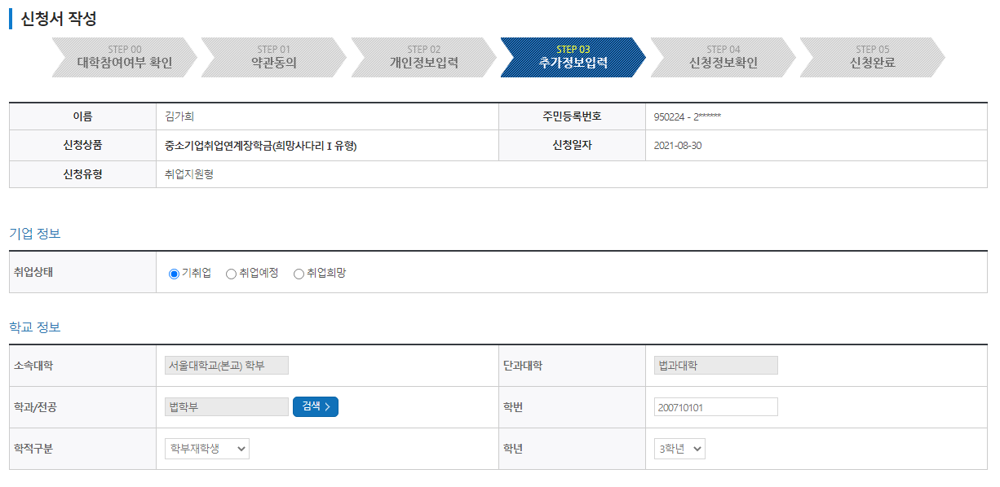 신청서 작성
STEP 00
대학참여여부 확인
STEP 01
약관동의
STEP 02
개인정보입력
STEP 03
추가정보입력
STEP 04
신청정보확인
STEP 05
신청완료
이름 김가희 주민등록번호 950224 - 2******
신청상품 중소기업취업연계장학금(희망사다리 I 유형) 신청일자 2021-08-30
신청유형 취업지원형
기업 정보
취업상태 기취업 취업예정 취업희망
학교 정보
소속대학 서울대학교(본교) 학부 단과대학 법과대학
학과/전공 법학부 검색 > 학번 200710101
학적구분 학부재학생 학년 3학년